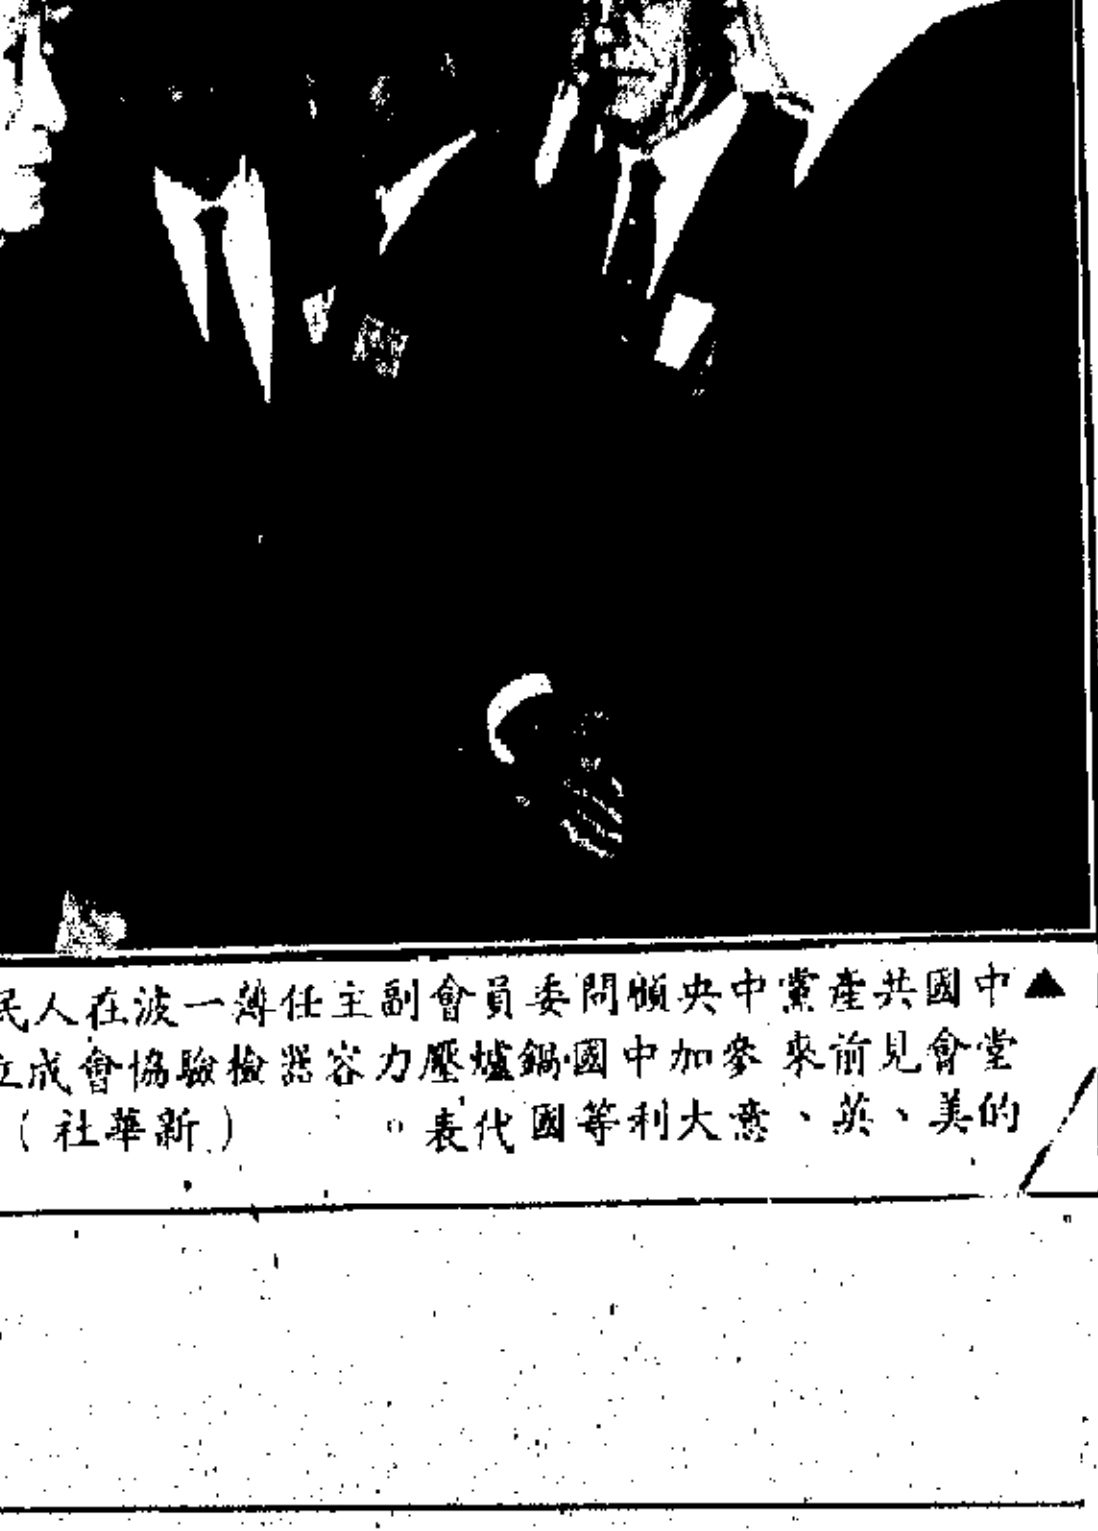 ▲中國共產黨中央顧問委員會副主任薄一波在人民
堂會見前來參加中國鍋爐壓力容器檢驗協會成立
的美、英、意大利等國代表。（新華社）